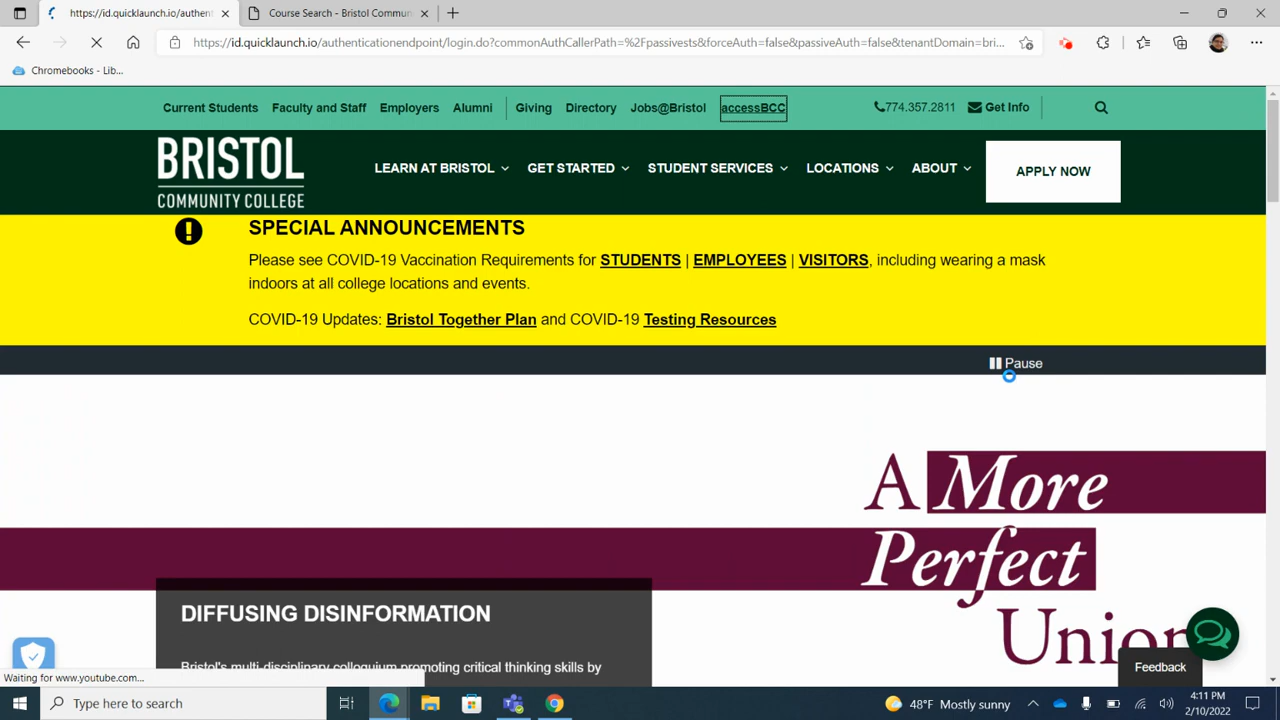 https://id.quicklaunch.io/authent
Course Search - Bristol Commun
https://id.quicklaunch.io/authenticationendpoint/login.do?commonAuthCallerPath=%2Fpassivests&forceAuth=false&passiveAuth=false&tenantDomain=bri...
Chromebooks - Lib...
Current Students Faculty and Staff Employers Alumni Giving Directory Jobs@Bristol accessBCC 774.357.2811 Get Info
BRISTOL
COMMUNITY COLLEGE
LEARN AT BRISTOL GET STARTED STUDENT SERVICES LOCATIONS ABOUT APPLY NOW
SPECIAL ANNOUNCEMENTS
Please see COVID-19 Vaccination Requirements for STUDENTS | EMPLOYEES | VISITORS, including wearing a mask
indoors at all college locations and events.
COVID-19 Updates: Bristol Together Plan and COVID-19 Testing Resources
Pause
A More
Perfect
Union
DIFFUSING DISINFORMATION
Bristol's multi-disciplinary colloquium promoting critical thinking skills by
Feedback
Waiting for www.youtube.com...
Type here to search
48°F Mostly sunny
4:11 PM
2/10/2022